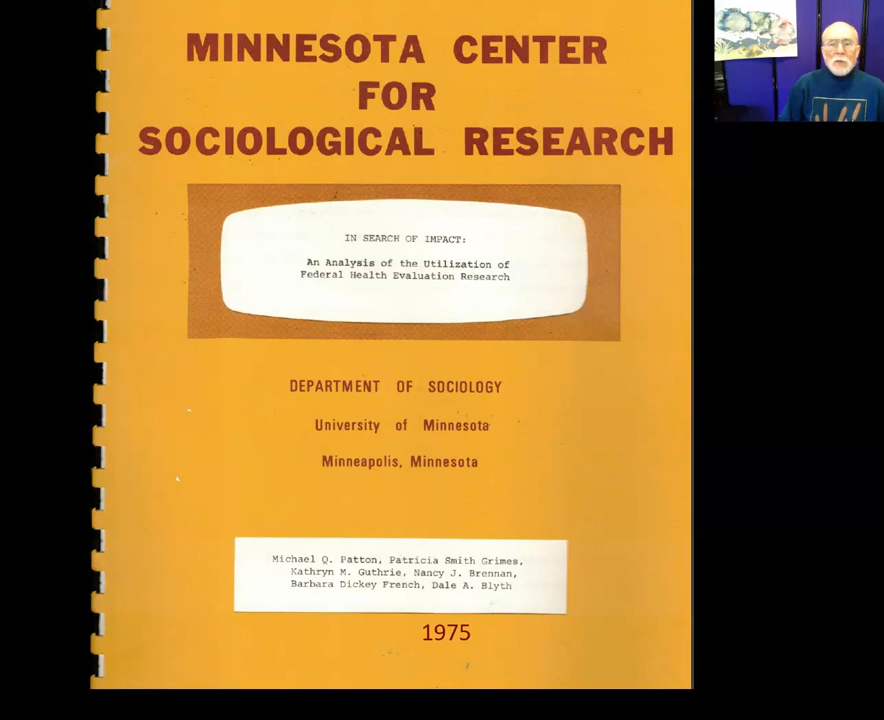 MINNESOTA CENTER
FOR
SOCIOLOGICAL RESEARCH
IN SEARCH OF IMPACT:
An Analysis of the Utilization of
Federal Health Evaluation Research
DEPARTMENT OF SOCIOLOGY
University of Minnesota
Minneapolis, Minnesota
Michael Q. Patton, Patricia Smith Grimes,
Kathryn M. Guthrie, Nancy J. Brennan,
Barbara Dickey French, Dale A. Blyth
1975